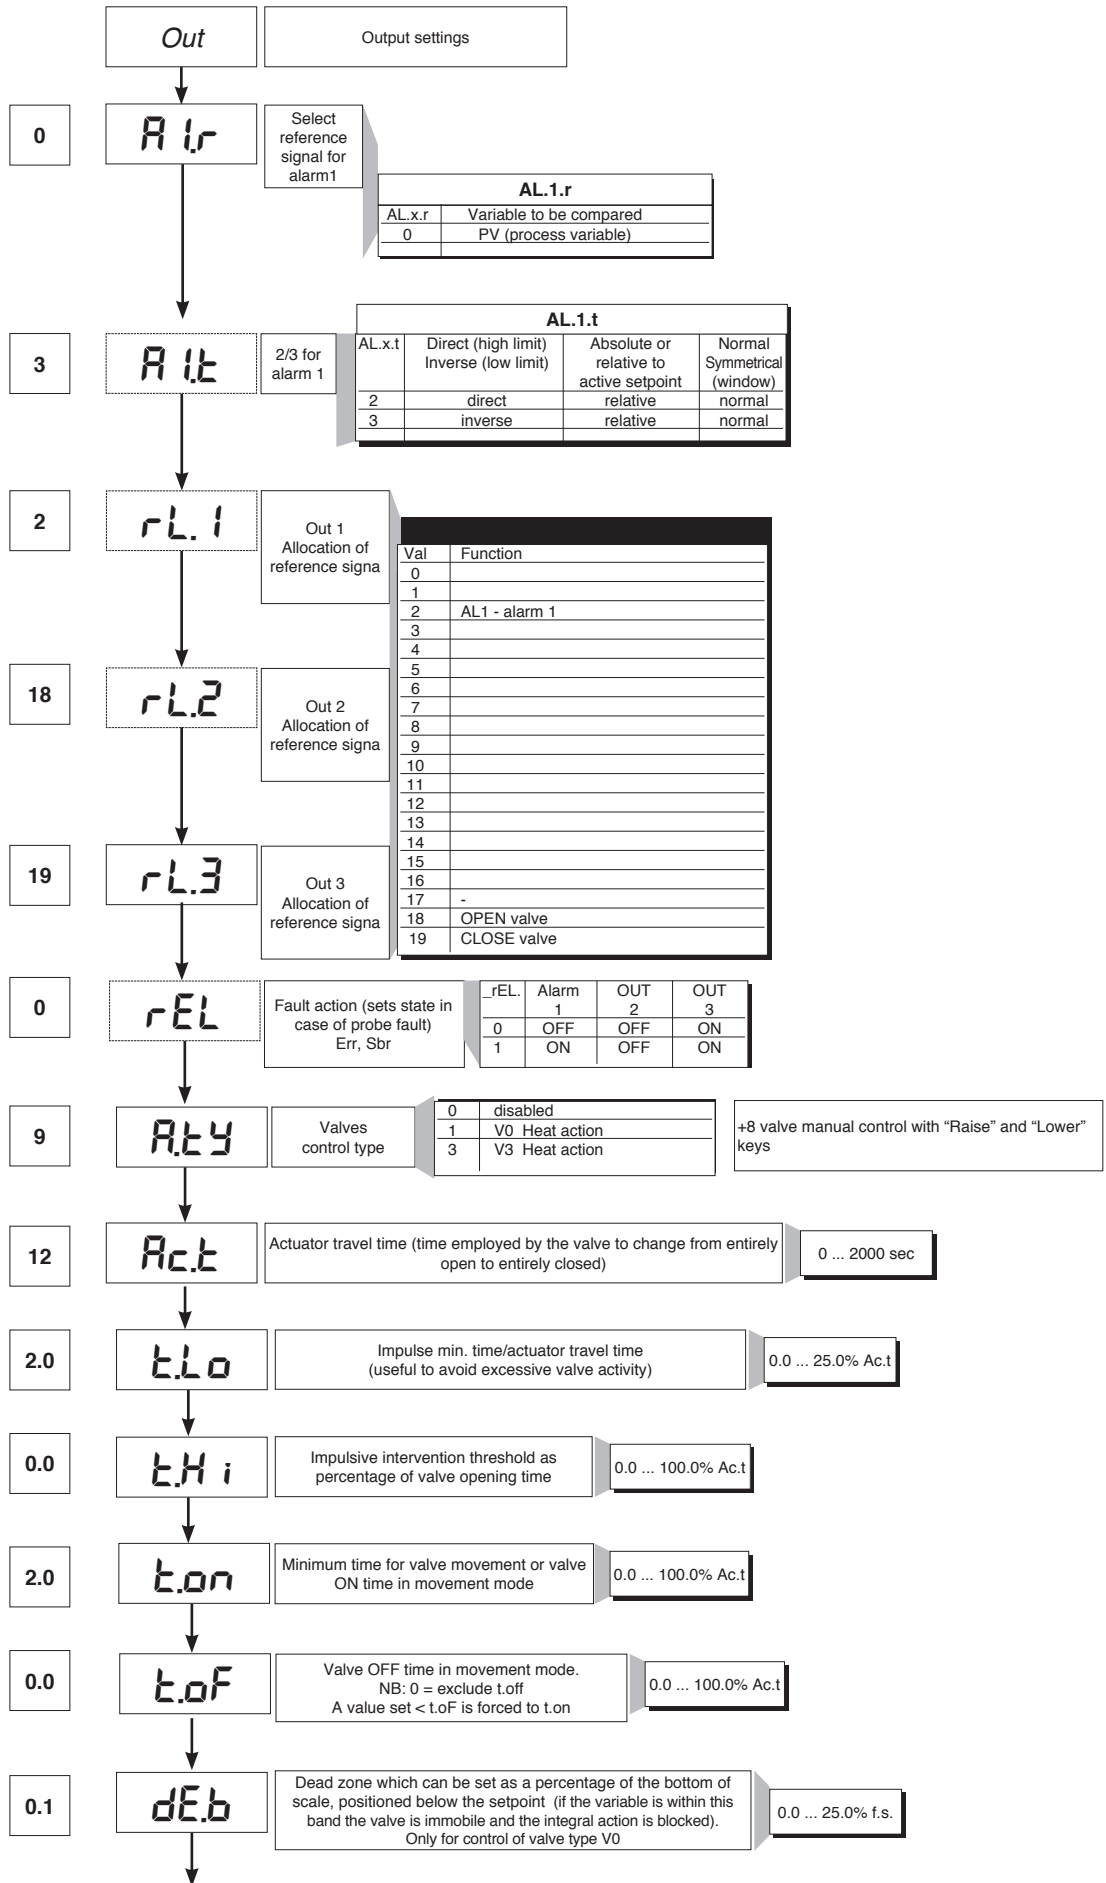 Out
Output settings
0
A1.r
Select
reference
signal for
alarm1
AL.1.r
AL.x.r Variable to be compared
0 PV (process variable)
3
A1.t
2/3 for
alarm 1
AL.1.t
AL.x.t Direct (high limit) Absolute or Normal
Inverse (low limit) relative to Symmetrical
active setpoint (window)
2 direct relative normal
3 inverse relative normal
2
rL.1
Out 1
Allocation of
reference signa
Val Function
0
1
2 AL1 - alarm 1
3
4
5
6
7
8
9
10
11
12
13
14
15
16
17 -
18 OPEN valve
19 CLOSE valve
18
rL.2
Out 2
Allocation of
reference signa
19
rL.3
Out 3
Allocation of
reference signa
0
rEL
Fault action (sets state in
case of probe fault)
Err, Sbr
_rEL. Alarm OUT OUT
1 2 3
0 OFF OFF ON
1 ON OFF ON
9
A.tY
Valves
control type
0 disabled
1 V0 Heat action
3 V3 Heat action
+8 valve manual control with “Raise” and “Lower”
keys
12
Ac.t
Actuator travel time (time employed by the valve to change from entirely
open to entirely closed)
0 ... 2000 sec
2.0
t.Lo
Impulse min. time/actuator travel time
(useful to avoid excessive valve activity)
0.0 ... 25.0% Ac.t
0.0
t.Hi
Impulsive intervention threshold as
percentage of valve opening time
0.0 ... 100.0% Ac.t
2.0
t.on
Minimum time for valve movement or valve
ON time in movement mode
0.0 ... 100.0% Ac.t
0.0
t.oF
Valve OFF time in movement mode.
NB: 0 = exclude t.off
A value set < t.oF is forced to t.on
0.0 ... 100.0% Ac.t
0.1
dE.b
Dead zone which can be set as a percentage of the bottom of
scale, positioned below the setpoint (if the variable is within this
band the valve is immobile and the integral action is blocked).
Only for control of valve type V0
0.0 ... 25.0% f.s.